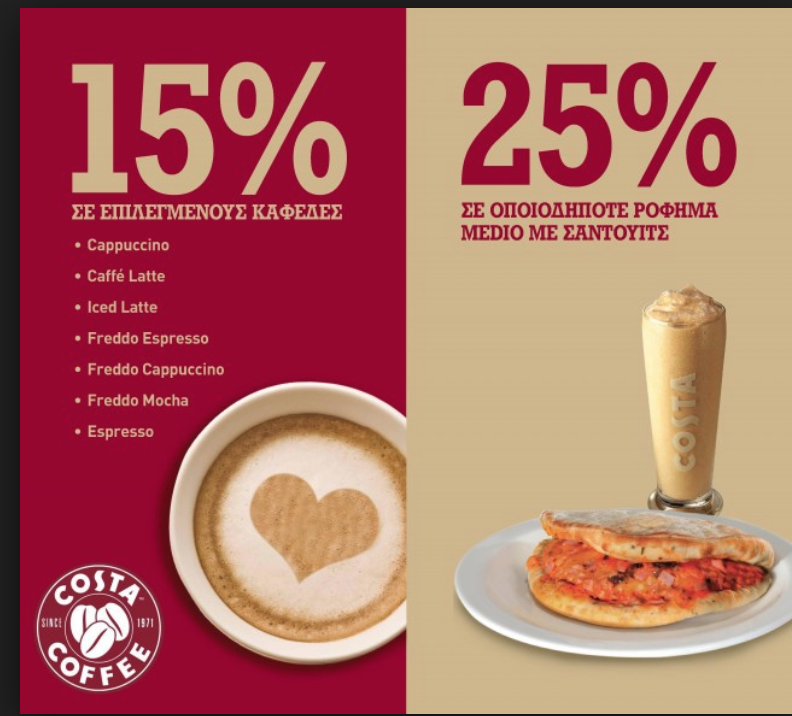 15%
ΣΕ ΕΠΙΛΕΓΜΕΝΟΥΣ ΚΑΦΕΔΕΣ
• Cappuccino
• Caffé Latte
• Iced Latte
• Freddo Espresso
• Freddo Cappuccino
• Freddo Mocha
• Espresso
COSTA
SINCE 1971
COFFEE
25%
ΣΕ ΟΠΟΙΟΔΗΠΟΤΕ ΡΟΦΗΜΑ
MEDIO ΜΕ ΣΑΝΤΟΥΙΤΣ
COSTA